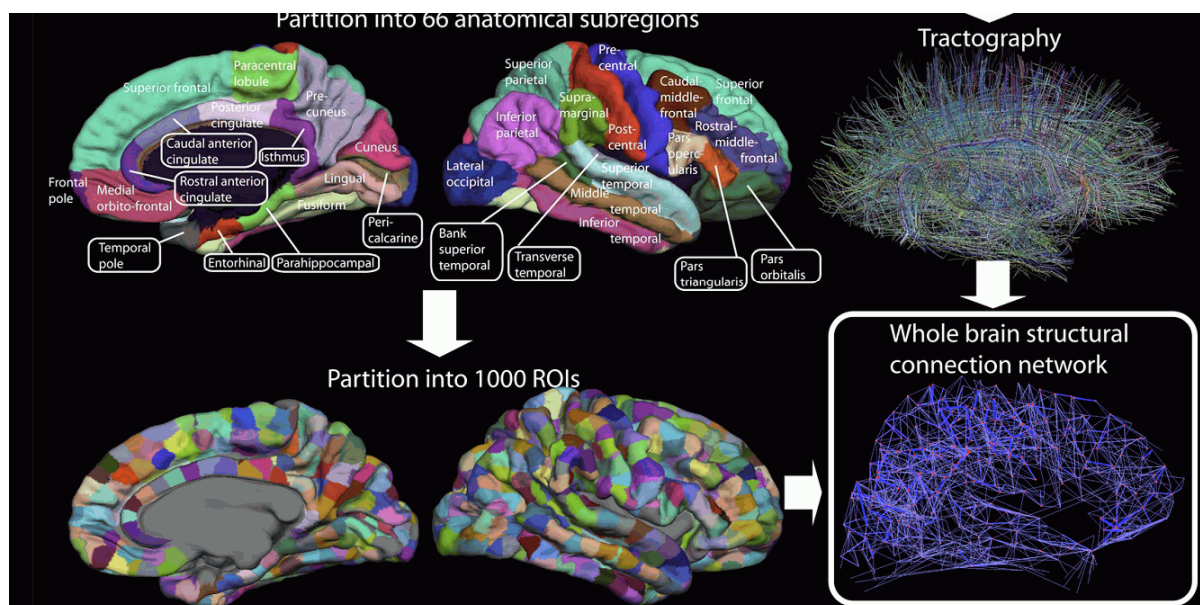 Partition into 66 anatomical subregions
Tractography
Paracentral
lobule
Superior frontal
Pre-
cuneus
Posterior
cingulate
Caudal anterior
cingulate
Isthmus
Cuneus
Rostral anterior
cingulate
Lingual
Frontal
pole
Medial
orbito-frontal
Fusiform
Peri-
calcarine
Temporal
pole
Entorhinal
Parahippocampal
Superior
parietal
Pre-
central
Caudal-
middle-
frontal
Superior
frontal
Supra-
marginal
Inferior
parietal
Post-
central
Pars
opercularis
Rostral-
middle-
frontal
Lateral
occipital
Superior
temporal
Middle
temporal
Inferior
temporal
Bank
superior
temporal
Transverse
temporal
Pars
triangularis
Pars
orbitalis
Partition into 1000 ROIs
Whole brain structural
connection network